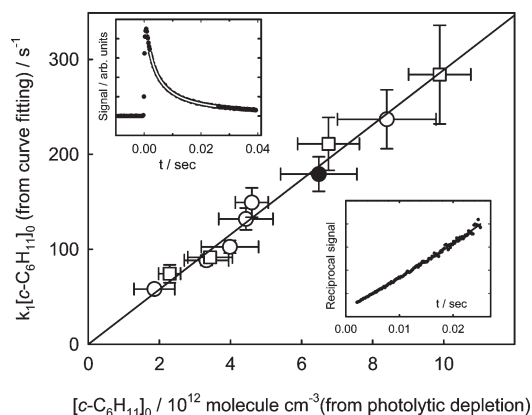 300
200
100
0
0
2
4
6
8
10
k₁[c-C₆H₁₁]₀ (from curve fitting) / s⁻¹
[c-C₆H₁₁]₀ / 10¹² molecule cm⁻³(from photolytic depletion)
Signal / arb. units
0.00
0.02
0.04
t / sec
Reciprocal signal
t / sec
0.00
0.01
0.02